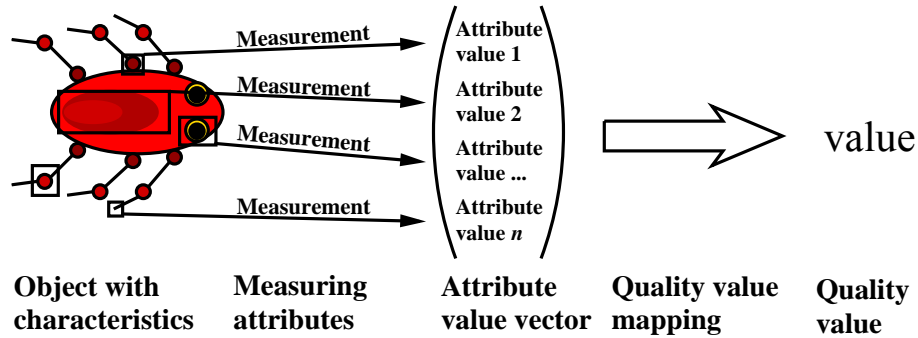 Measurement
Measurement
Measurement
Measurement
Attribute
value 1
Attribute
value 2
Attribute
value ...
Attribute
value n
value
Object with
characteristics
Measuring
attributes
Attribute
value vector
Quality value
mapping
Quality
value